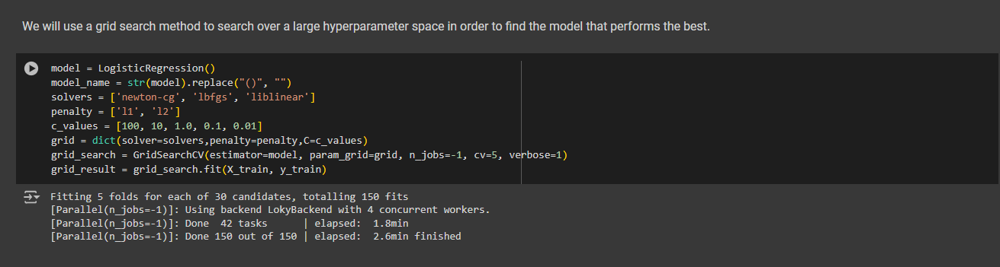 We will use a grid search method to search over a large hyperparameter space in order to find the model that performs the best.
model = LogisticRegression()
model_name = str(model).replace("()", "")
solvers = ['newton-cg', 'lbfgs', 'liblinear']
penalty = ['l1', 'l2']
c_values = [100, 10, 1.0, 0.1, 0.01]
grid = dict(solver=solvers,penalty=penalty,C=c_values)
grid_search = GridSearchCV(estimator=model, param_grid=grid, n_jobs=-1, cv=5, verbose=1)
grid_result = grid_search.fit(X_train, y_train)
Fitting 5 folds for each of 30 candidates, totalling 150 fits
[Parallel(n_jobs=-1)]: Using backend LokyBackend with 4 concurrent workers.
[Parallel(n_jobs=-1)]: Done  42 tasks      | elapsed:  1.8min
[Parallel(n_jobs=-1)]: Done 150 out of 150 | elapsed:  2.6min finished